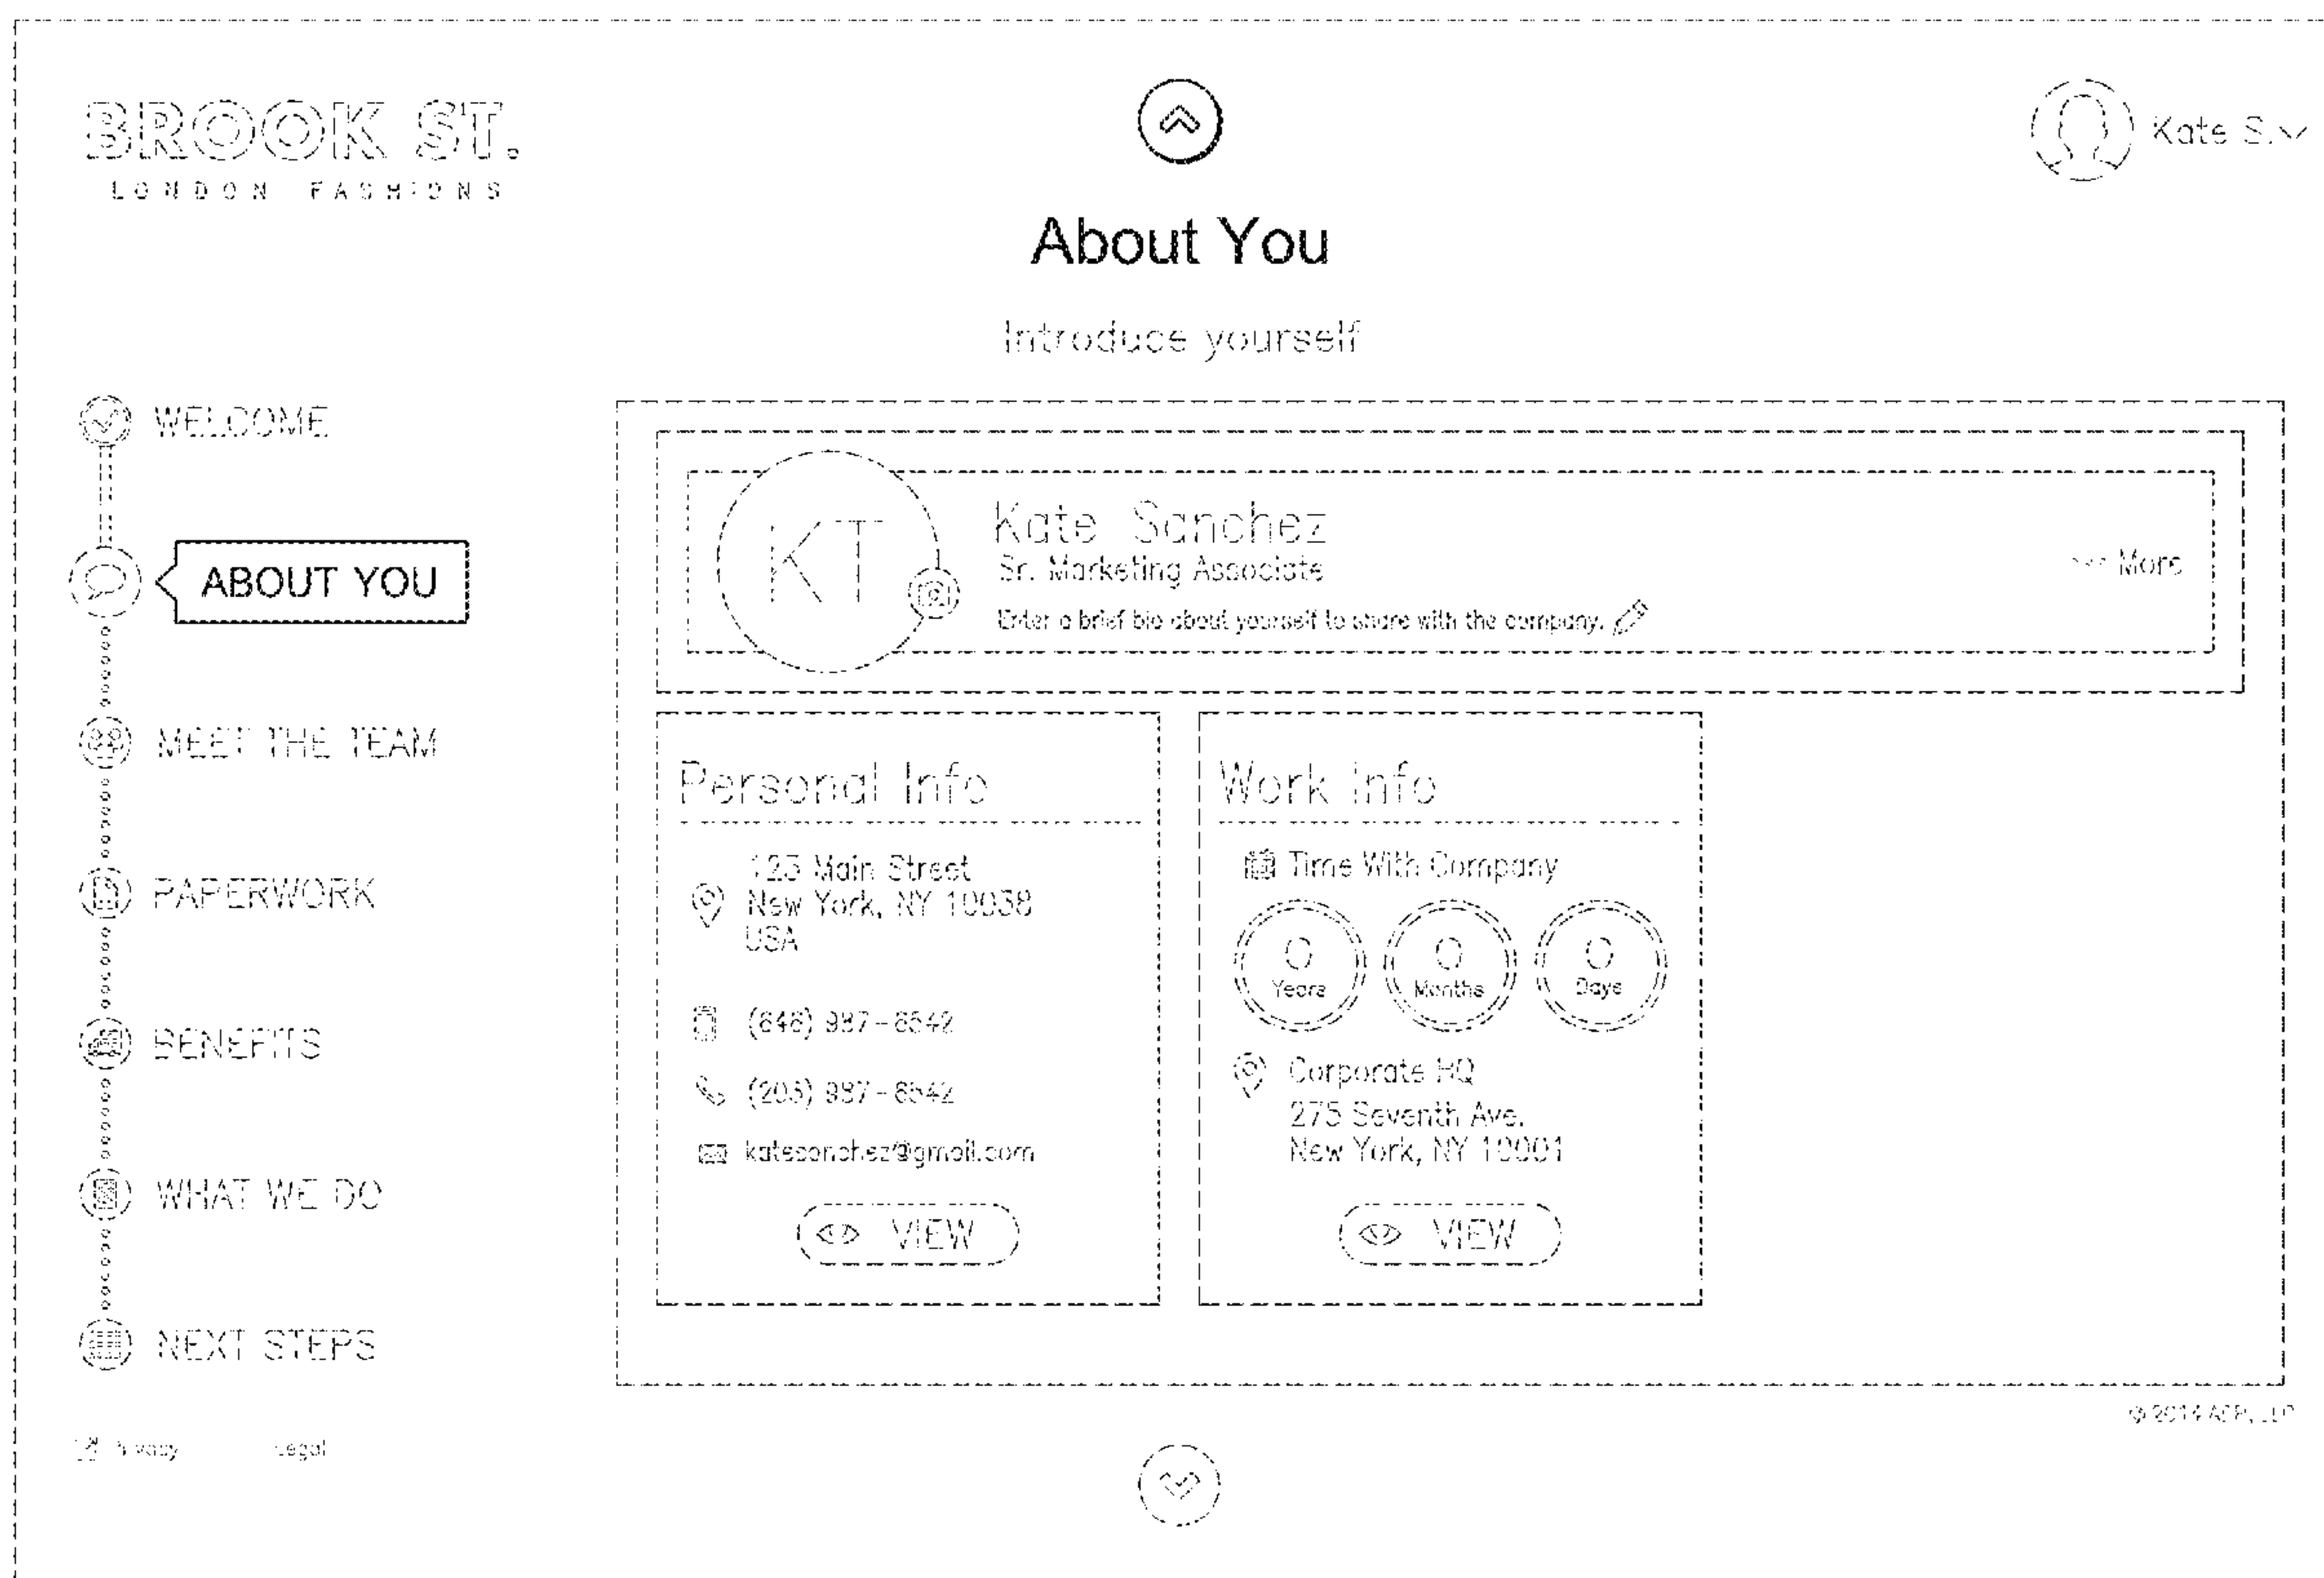 BROOK ST.
LONDON FASHIONS
Kate S.
About You
Introduce yourself
WELCOME
ABOUT YOU
MEET THE TEAM
PAPERWORK
BENEFITS
WHAT WE DO
NEXT STEPS
KT
Kate Sanchez
Sr. Marketing Associate
Enter a brief bio about yourself to share with the company.
More
Personal Info
123 Main Street
New York, NY 10038
USA
987-6542
987-6542
katesanchez@gmail.com
VIEW
Work Info
Time With Company
0 Years
0 Months
0 Days
Corporate HQ
275 Seventh Ave.
New York, NY 10001
VIEW
Privacy
Legal